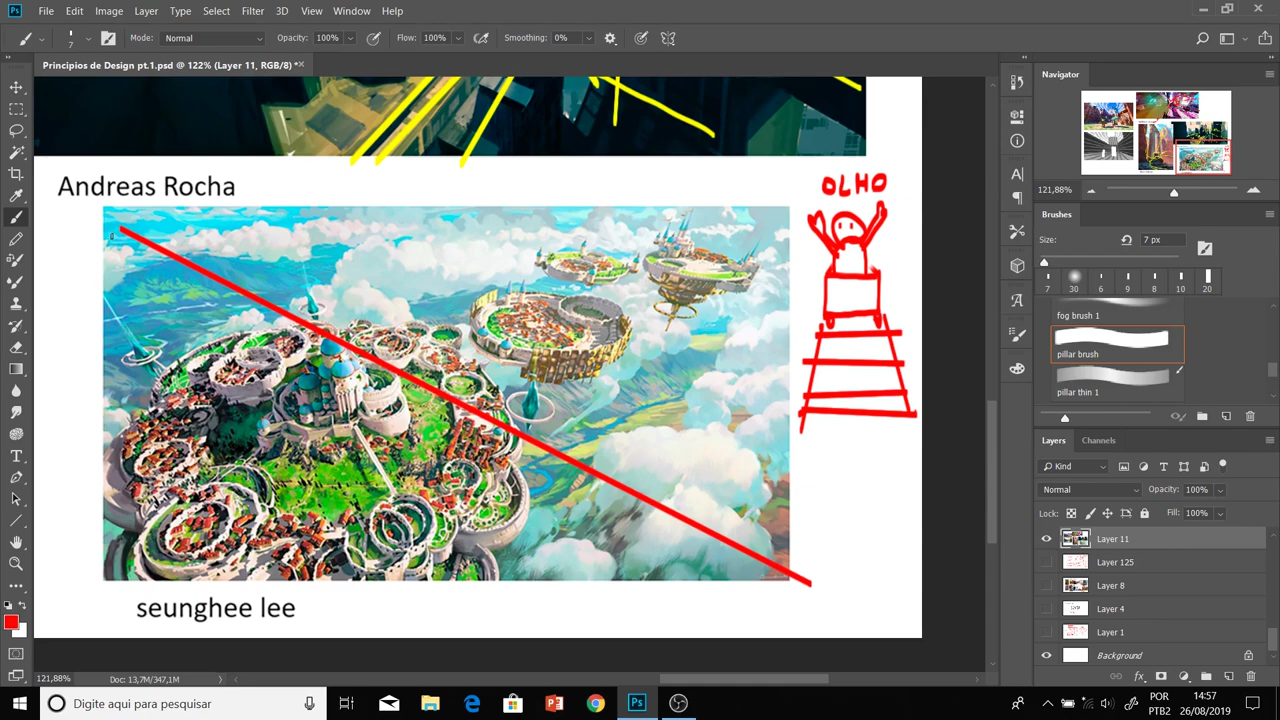 Ps File Edit Image Layer Type Select Filter 3D View Window Help
7 Mode: Normal Opacity: 100% Flow: 100% Smoothing: 0%
Principios de Design pt.1.psd @ 122% (Layer 11, RGB/8) *
Andreas Rocha
OLHO
seunghee lee
Navigator
121,88%
Brushes
Size: 7 px
7 30 6 9 8 10 20
fog brush 1
pillar brush
pillar thin 1
Layers Channels
Kind
Normal Opacity: 100%
Lock: Fill: 100%
Layer 11
Layer 125
Layer 8
Layer 4
Layer 1
Background
fx
121,88% Doc: 13,7M/347,1M
Digite aqui para pesquisar
POR 14:57
PTB2 26/08/2019